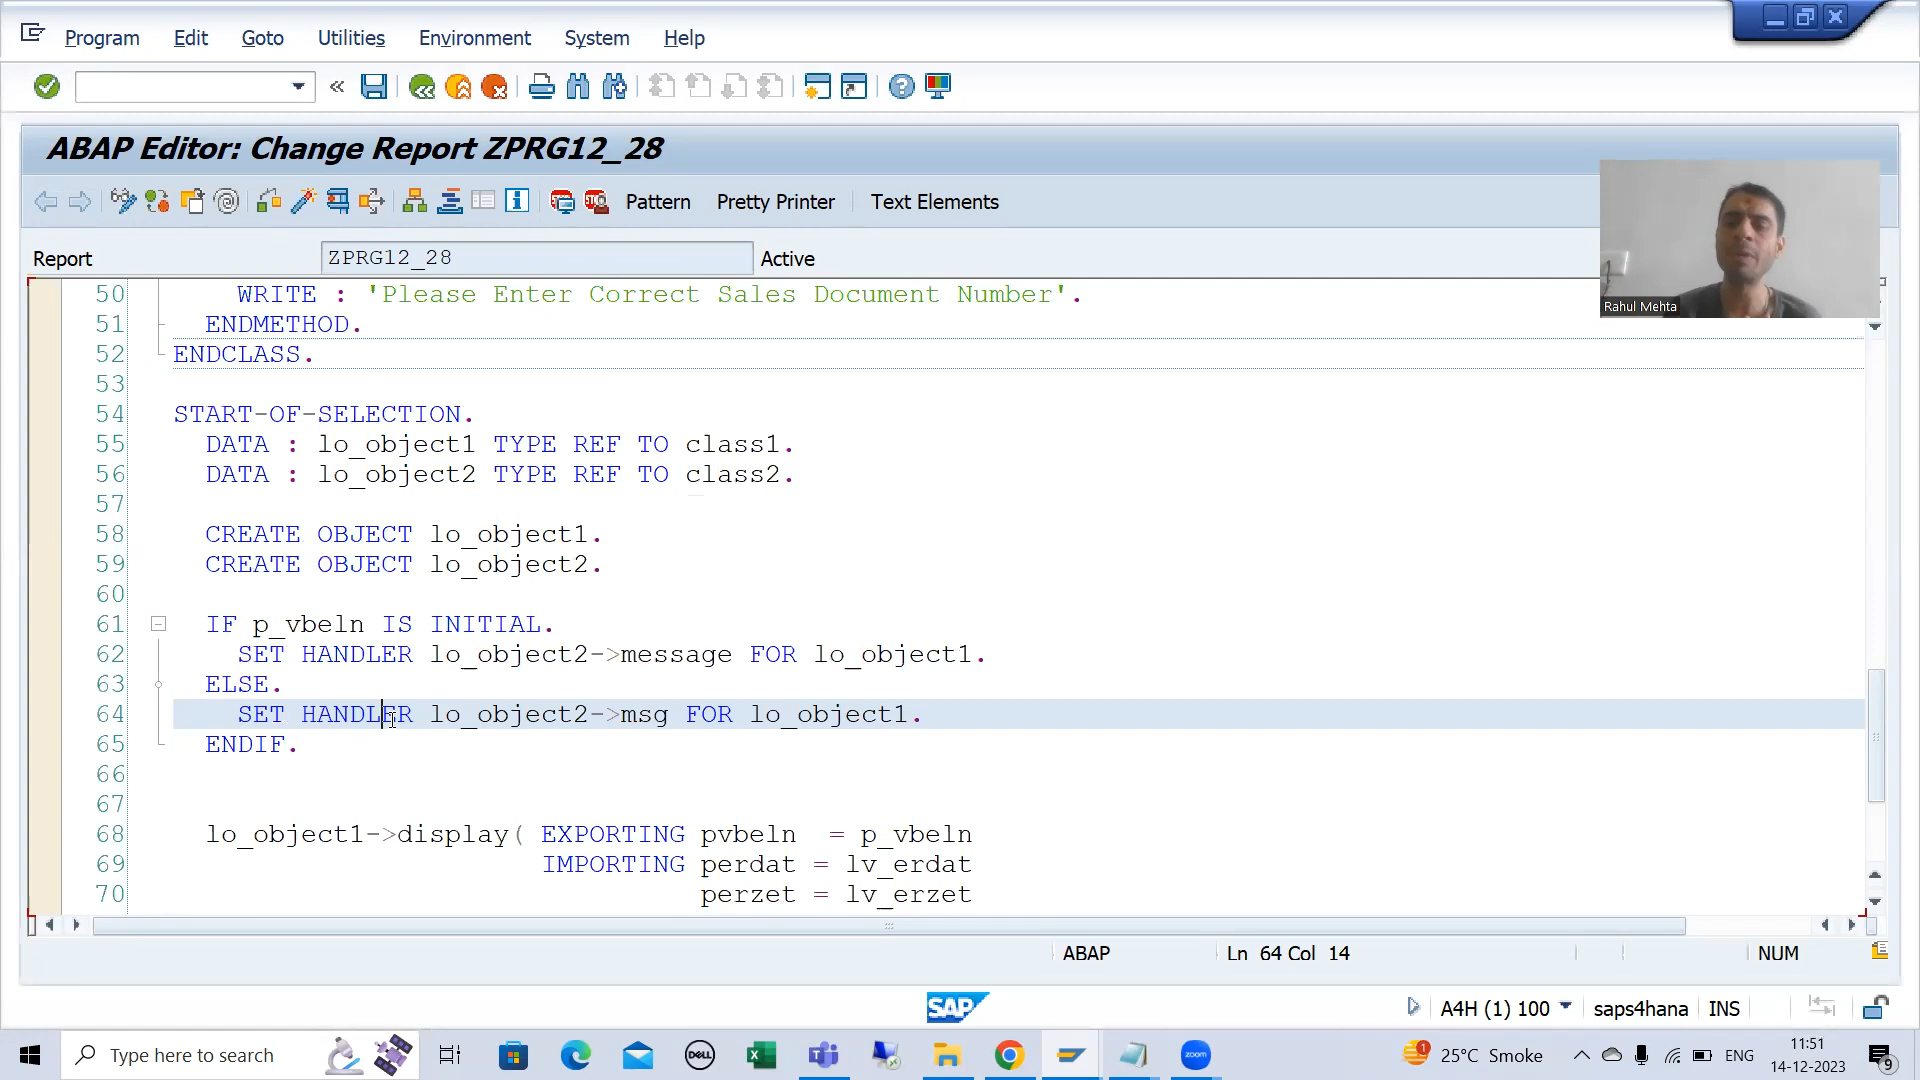 Program Edit Goto Utilities Environment System Help
ABAP Editor: Change Report ZPRG12_28
Pattern Pretty Printer Text Elements
Report ZPRG12_28 Active
Rahul Mehta
50 WRITE : 'Please Enter Correct Sales Document Number'.
51 ENDMETHOD.
52 ENDCLASS.
53
54 START-OF-SELECTION.
55 DATA : lo_object1 TYPE REF TO class1.
56 DATA : lo_object2 TYPE REF TO class2.
57
58 CREATE OBJECT lo_object1.
59 CREATE OBJECT lo_object2.
60
61 IF p_vbeln IS INITIAL.
62 SET HANDLER lo_object2->message FOR lo_object1.
63 ELSE.
64 SET HANDLER lo_object2->msg FOR lo_object1.
65 ENDIF.
66
67
68 lo_object1->display( EXPORTING pvbeln = p_vbeln
69 IMPORTING perdat = lv_erdat
70 perzet = lv_erzet
ABAP Ln 64 Col 14 NUM
SAP
A4H (1) 100 saps4hana INS
Type here to search
DELL
zoom
1
25°C Smoke
ENG
11:51
14-12-2023
9